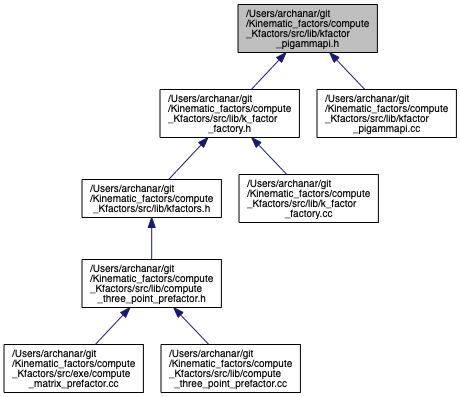 /Users/archanar/git
/Kinematic_factors/compute
_Kfactors/src/lib/kfactor
_pigammapi.h
/Users/archanar/git
/Kinematic_factors/compute
_Kfactors/src/lib/k_factor
_factory.h
/Users/archanar/git
/Kinematic_factors/compute
_Kfactors/src/lib/kfactor
_pigammapi.cc
/Users/archanar/git
/Kinematic_factors/compute
_Kfactors/src/lib/kfactors.h
/Users/archanar/git
/Kinematic_factors/compute
_Kfactors/src/lib/k_factor
_factory.cc
/Users/archanar/git
/Kinematic_factors/compute
_Kfactors/src/lib/compute
_three_point_prefactor.h
/Users/archanar/git
/Kinematic_factors/compute
_Kfactors/src/exe/compute
_matrix_prefactor.cc
/Users/archanar/git
/Kinematic_factors/compute
_Kfactors/src/lib/compute
_three_point_prefactor.cc